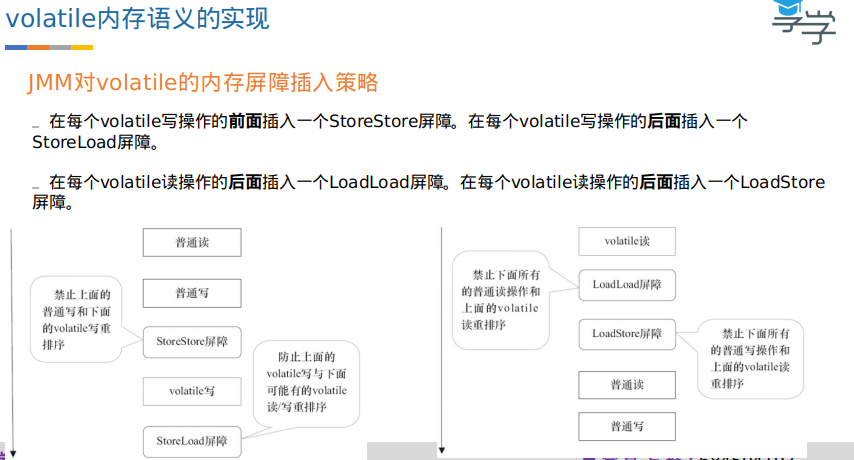 volatile内存语义的实现
JMM对volatile的内存屏障插入策略
_ 在每个volatile写操作的前面插入一个StoreStore屏障。在每个volatile写操作的后面插入一个
StoreLoad屏障。
_ 在每个volatile读操作的后面插入一个LoadLoad屏障。在每个volatile读操作的后面插入一个LoadStore
屏障。
普通读
普通写
禁止上面的
普通写和下面
的volatile写重
排序
StoreStore屏障
防止上面的
volatile写与下面
可能有的volatile
读/写重排序
volatile写
StoreLoad屏障
volatile读
禁止下面所有
的普通读操作和
上面的volatile
读重排序
LoadLoad屏障
LoadStore屏障
禁止下面所有
的普通写操作和
上面的volatile读
重排序
普通读
普通写